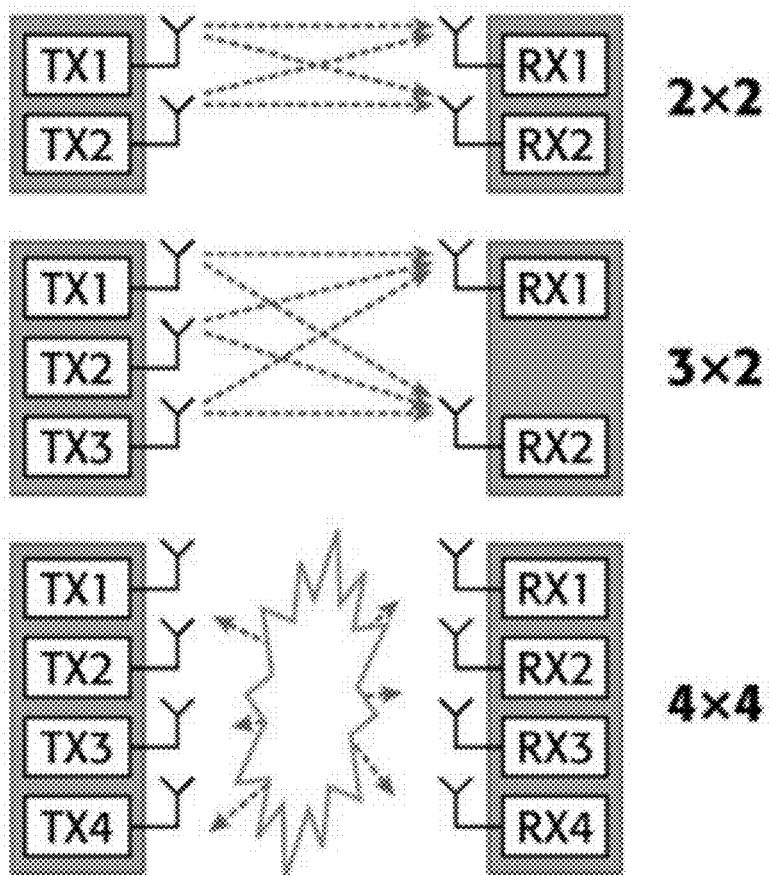 TX1 RX1
2×2
TX2 RX2
TX1 RX1
TX2
3×2
TX3 RX2
TX1 RX1
TX2 RX2
4×4
TX3 RX3
TX4 RX4